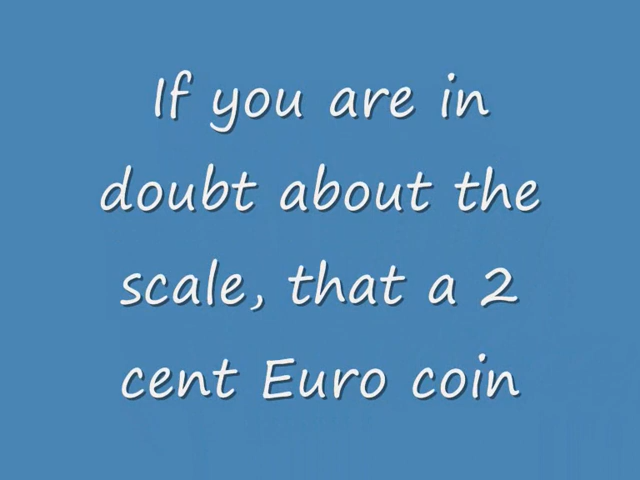 If you are in
doubt about the
scale, that a 2
cent Euro coin